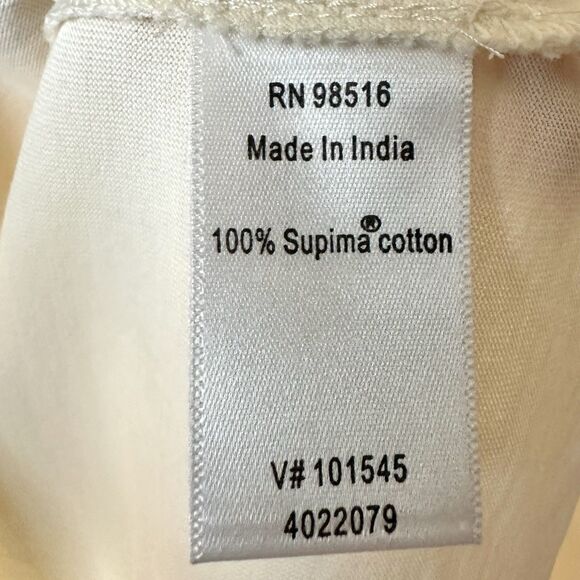 RN 98516
Made In India
100% Supima® cotton
V# 101545
4022079